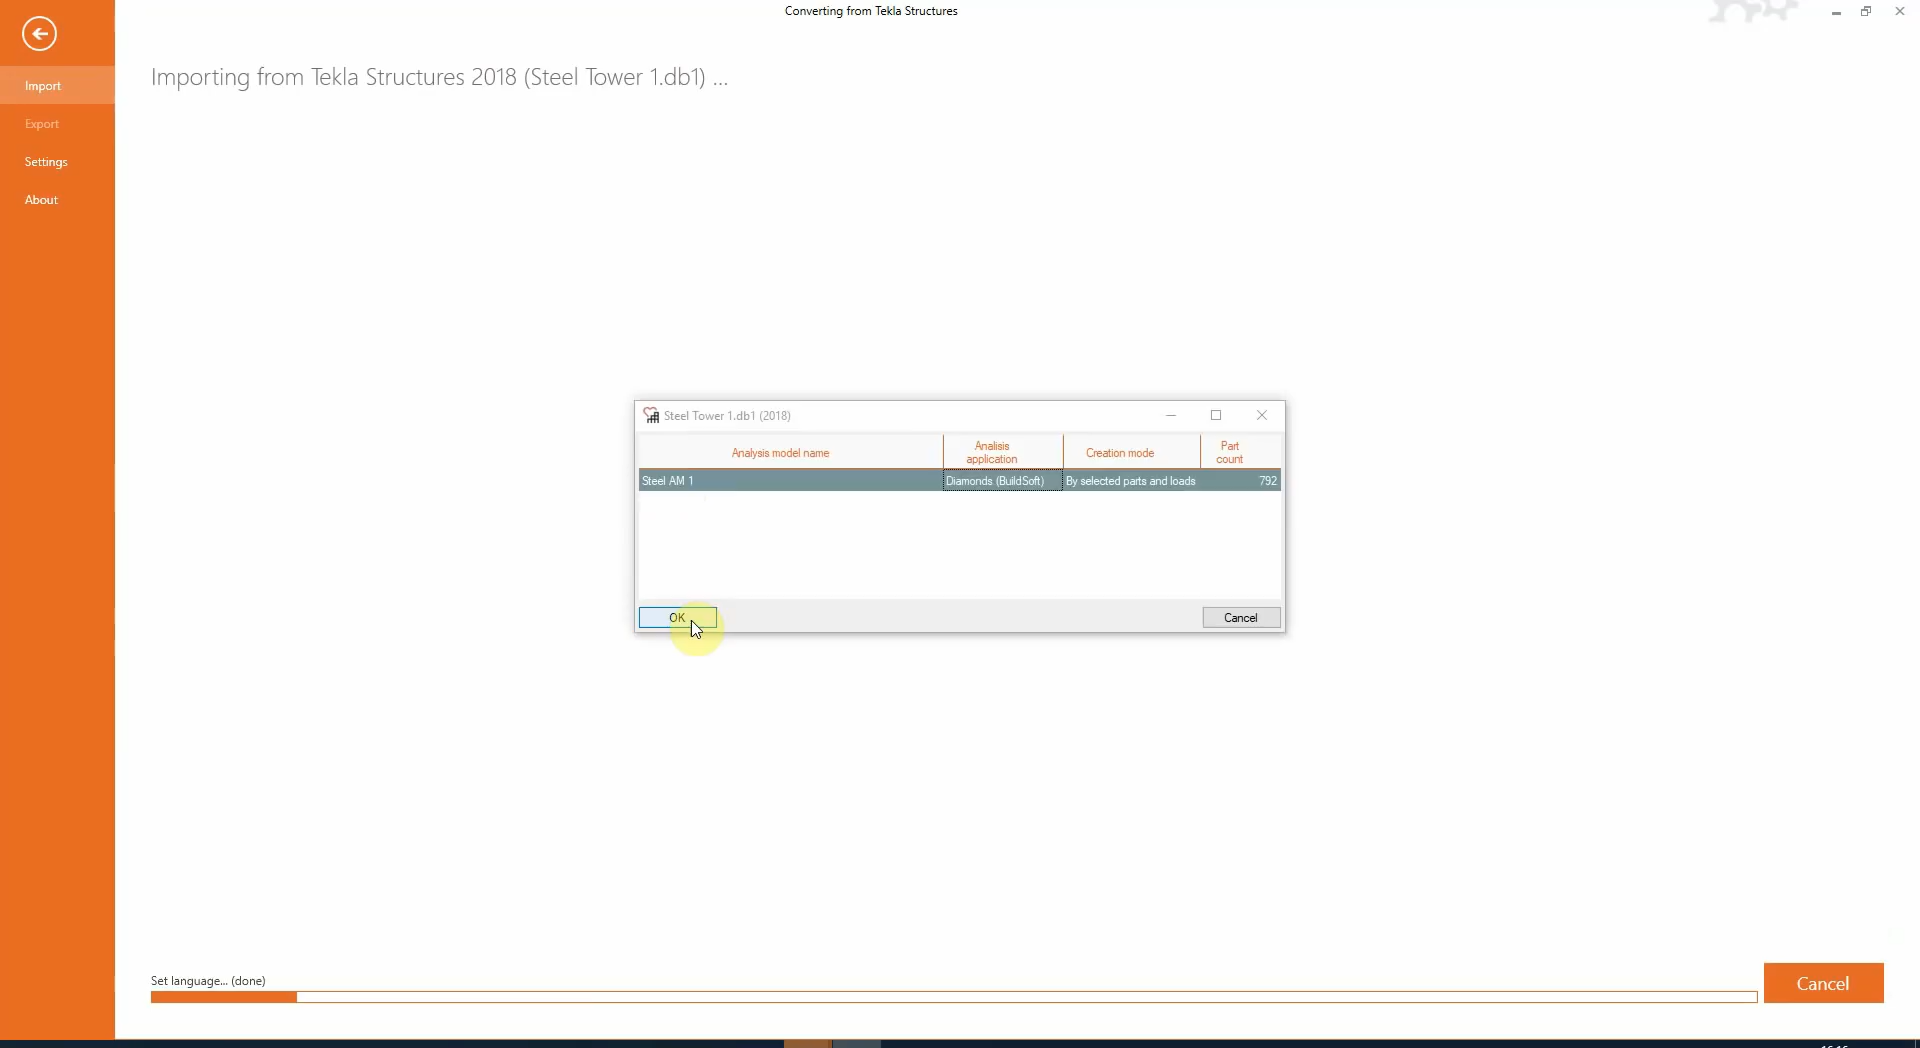 Converting from Tekla Structures
Import
Export
Settings
About
Importing from Tekla Structures 2018 (Steel Tower 1.db1) ...
Steel Tower 1.db1 (2018)
Analysis model name
Analisis
application
Creation mode
Part
count
Steel AM 1
Diamonds (BuildSoft)
By selected parts and loads
792
OK
Cancel
Set language... (done)
Cancel